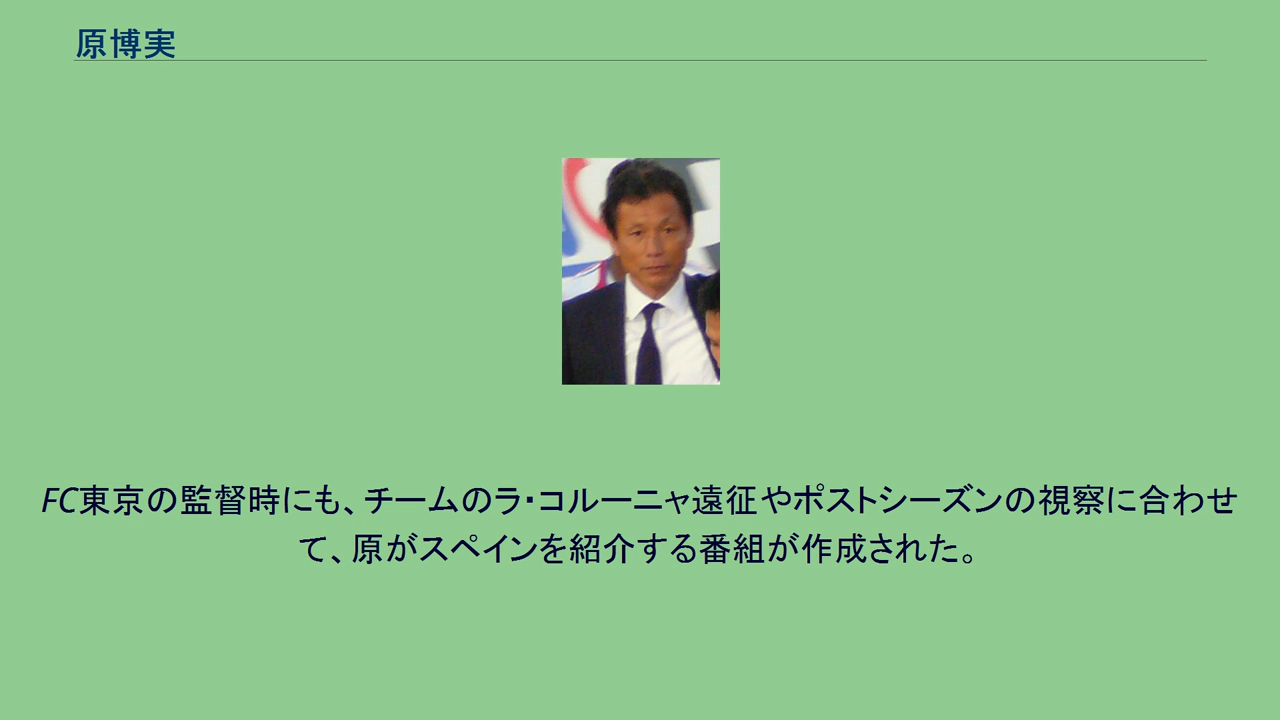 原博実
FC東京の監督時にも、チームのラ・コルーニャ遠征やポストシーズンの視察に合わせ
て、原がスペインを紹介する番組が作成された。